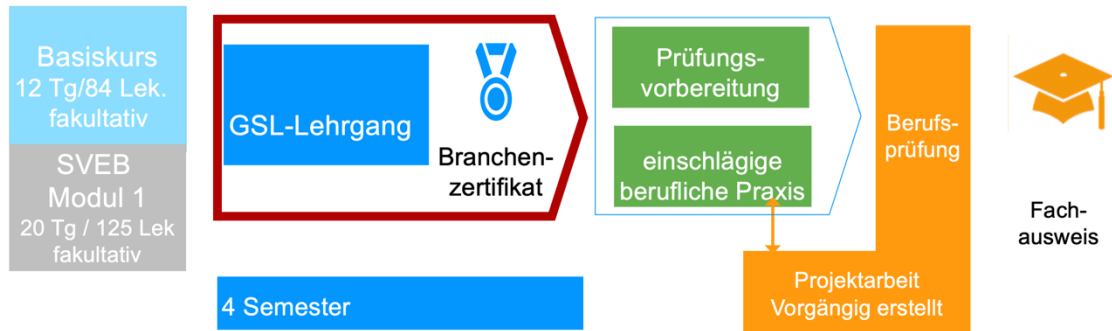 Basiskurs
12 Tg/84 Lek.
fakultativ
SVEB
Modul 1
20 Tg / 125 Lek
fakultativ
GSL-Lehrgang
Branchen-
zertifikat
4 Semester
Prüfungs-
vorbereitung
einschlägige
berufliche Praxis
Berufs-
prüfung
Projektarbeit
Vorgängig erstellt
Fach-
ausweis